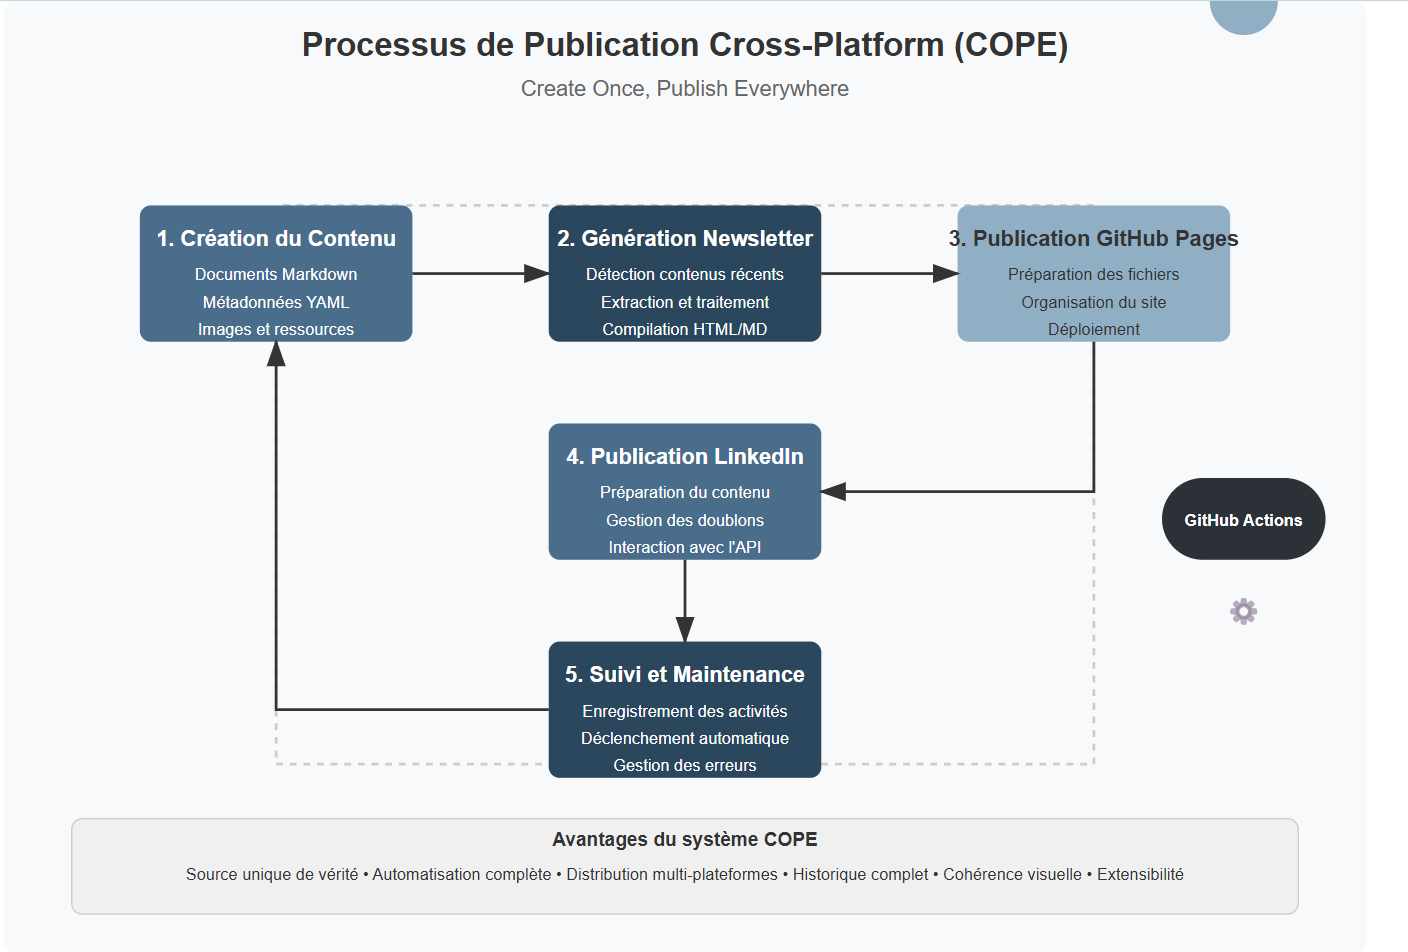 Processus de Publication Cross-Platform (COPE)
Create Once, Publish Everywhere
1. Création du Contenu
Documents Markdown
Métadonnées YAML
Images et ressources
2. Génération Newsletter
Détection contenus récents
Extraction et traitement
Compilation HTML/MD
3. Publication GitHub Pages
Préparation des fichiers
Organisation du site
Déploiement
4. Publication LinkedIn
Préparation du contenu
Gestion des doublons
Interaction avec l'API
GitHub Actions
5. Suivi et Maintenance
Enregistrement des activités
Déclenchement automatique
Gestion des erreurs
Avantages du système COPE
Source unique de vérité • Automatisation complète • Distribution multi-plateformes • Historique complet • Cohérence visuelle • Extensibilité